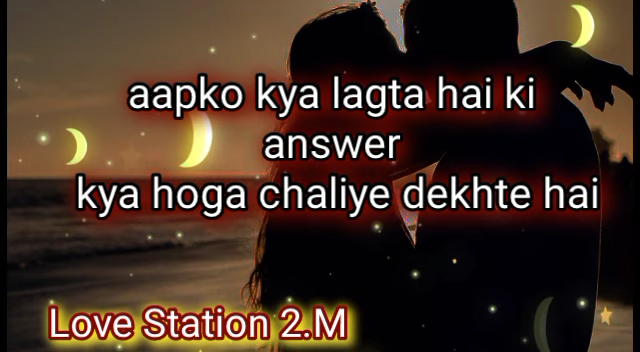 aapko kya lagta hai ki
answer
kya hoga chaliye dekhte hai
Love Station 2.M